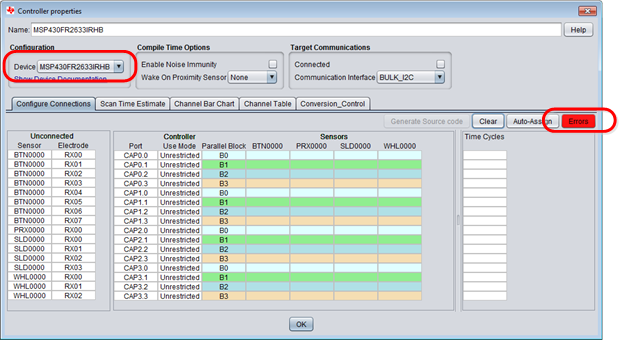 Controller properties
Name: MSP430FR2633IRHB Help
Configuration Compile Time Options Target Communications
Device MSP430FR2633IRHB Enable Noise Immunity Connected
Show Device Documentation Wake On Proximity Sensor None Communication Interface BULK_I2C
Configure Connections Scan Time Estimate Channel Bar Chart Channel Table Conversion_Control
Generate Source code Clear Auto-Assign Errors
Unconnected Controller Sensors Time Cycles
Sensor Electrode Port Use Mode Parallel Block BTN0000 PRX0000 SLD0000 WHL0000
BTN0000 RX00 CAP0.0 Unrestricted B0
BTN0000 RX01 CAP0.1 Unrestricted B1
BTN0000 RX02 CAP0.2 Unrestricted B2
BTN0000 RX03 CAP0.3 Unrestricted B3
BTN0000 RX04 CAP1.0 Unrestricted B0
BTN0000 RX05 CAP1.1 Unrestricted B1
BTN0000 RX06 CAP1.2 Unrestricted B2
BTN0000 RX07 CAP1.3 Unrestricted B3
PRX0000 RX00 CAP2.0 Unrestricted B0
SLD0000 RX00 CAP2.1 Unrestricted B1
SLD0000 RX01 CAP2.2 Unrestricted B2
SLD0000 RX02 CAP2.3 Unrestricted B3
SLD0000 RX03 CAP3.0 Unrestricted B0
WHL0000 RX00 CAP3.1 Unrestricted B1
WHL0000 RX01 CAP3.2 Unrestricted B2
WHL0000 RX02 CAP3.3 Unrestricted B3
OK